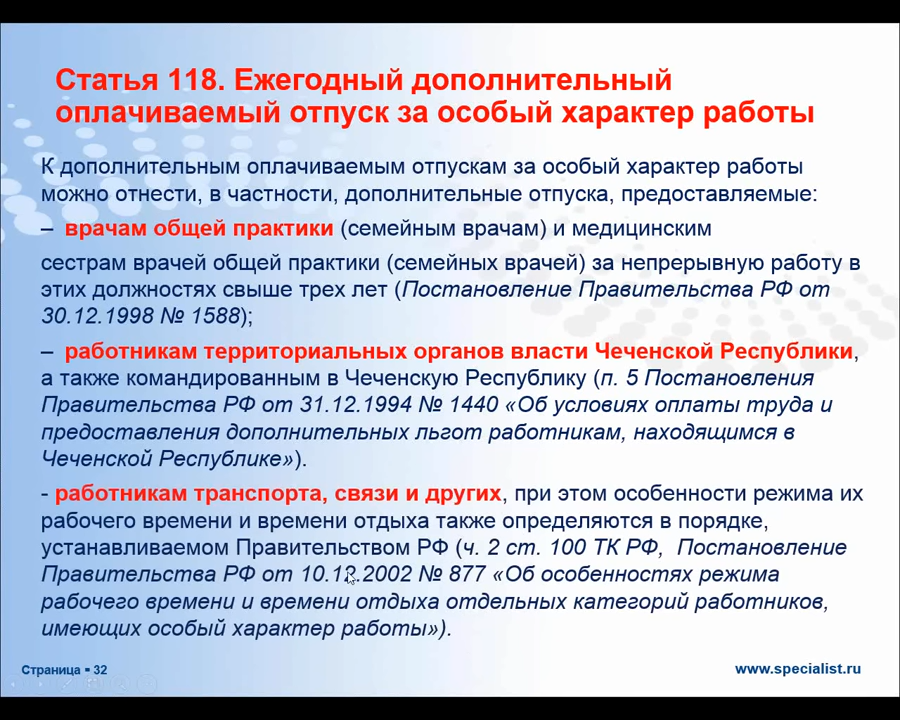 Статья 118. Ежегодный дополнительный
оплачиваемый отпуск за особый характер работы
К дополнительным оплачиваемым отпускам за особый характер работы
можно отнести, в частности, дополнительные отпуска, предоставляемые:
– врачам общей практики (семейным врачам) и медицинским
сестрам врачей общей практики (семейных врачей) за непрерывную работу в
этих должностях свыше трех лет (Постановление Правительства РФ от
30.12.1998 № 1588);
– работникам территориальных органов власти Чеченской Республики,
а также командированным в Чеченскую Республику (п. 5 Постановления
Правительства РФ от 31.12.1994 № 1440 «Об условиях оплаты труда и
предоставления дополнительных льгот работникам, находящимся в
Чеченской Республике»).
- работникам транспорта, связи и других, при этом особенности режима их
рабочего времени и времени отдыха также определяются в порядке,
устанавливаемом Правительством РФ (ч. 2 ст. 100 ТК РФ, Постановление
Правительства РФ от 10.12.2002 № 877 «Об особенностях режима
рабочего времени и времени отдыха отдельных категорий работников,
имеющих особый характер работы»).
Страница ▪ 32
www.specialist.ru